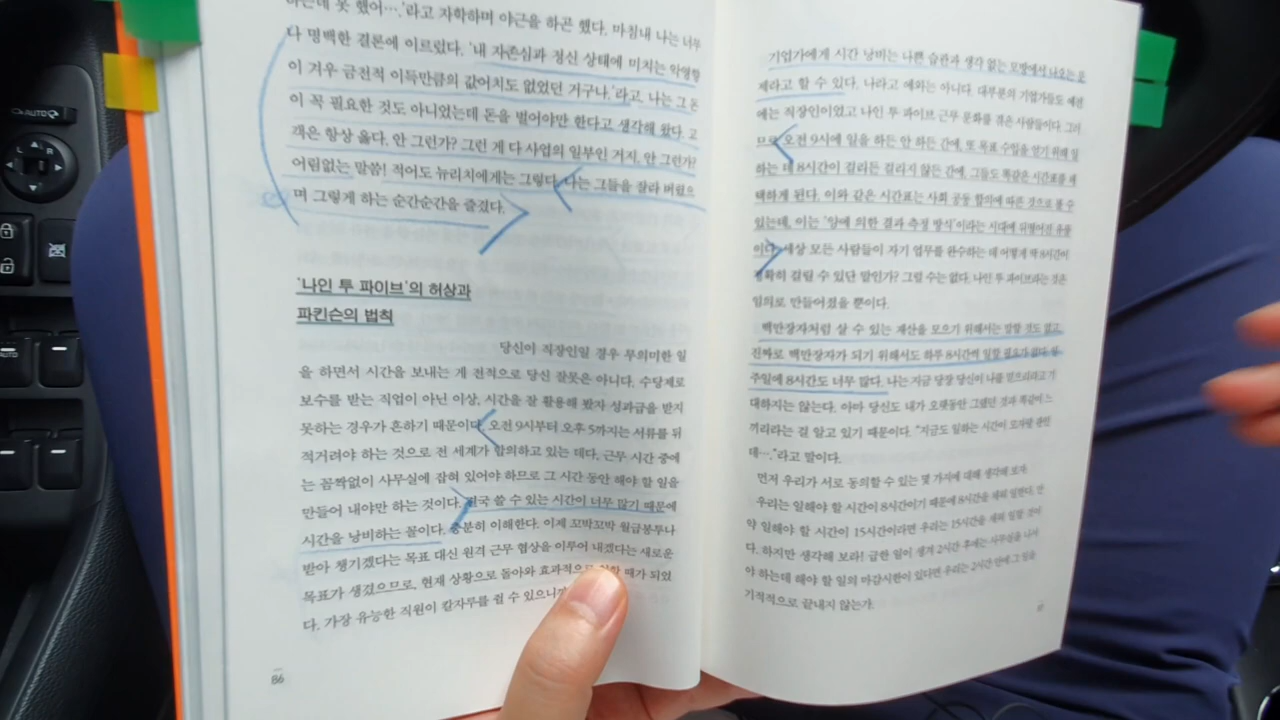 하는데 못 했어….'라고 자학하며 야근을 하곤 했다. 마침내 나는 너무
나 명백한 결론에 이르렀다. '내 자존심과 정신 상태에 미치는 악영향
이 겨우 금전적 이득만큼의 값어치도 없었던 거구나.'라고. 나는 그 돈
이 꼭 필요한 것도 아니었는데 돈을 벌어야만 한다고 생각해 왔다. 고
객은 항상 옳다, 안 그런가? 그런 게 다 사업의 일부인 거지, 안 그런가?
어림없는 말씀! 적어도 뉴리치에게는 그렇다. 나는 그들을 잘라 버렸으
며 그렇게 하는 순간순간을 즐겼다.
'나인 투 파이브'의 허상과
파킨슨의 법칙
당신이 직장인일 경우 무의미한 일
을 하면서 시간을 보내는 게 전적으로 당신 잘못은 아니다. 수당제로
보수를 받는 직업이 아닌 이상, 시간을 잘 활용해 봤자 성과급을 받지
못하는 경우가 흔하기 때문이다. 오전 9시부터 오후 5까지는 서류를 뒤
적거려야 하는 것으로 전 세계가 합의하고 있는 데다, 근무 시간 중에
는 꼼짝없이 사무실에 잡혀 있어야 하므로 그 시간 동안 해야 할 일을
만들어 내야만 하는 것이다. 결국 쓸 수 있는 시간이 너무 많기 때문에
시간을 낭비하는 꼴이다. 충분히 이해한다. 이제 꼬박꼬박 월급봉투나
받아 챙기겠다는 목표 대신 원격 근무 협상을 이루어 내겠다는 새로운
목표가 생겼으므로, 현재 상황으로 돌아와 효과적으로 때가 되었
다. 가장 유능한 직원이 칼자루를 쥘 수 있으니까
86
기업가에게 시간 낭비는 나쁜 습관과 생각 없는 모방에서 나오는 문
제라고 할 수 있다. 나라고 예외는 아니다. 대부분의 기업가들도 예전
에는 직장인이었고 나인 투 파이브 근무 문화를 겪은 사람들이다. 그러
므로 오전 9시에 일을 하든 안 하든 간에, 또 목표 수입을 얻기 위해 일
하는 데 8시간이 걸리든 걸리지 않든 간에, 그들도 똑같은 시간표를 채
택하게 된다. 이와 같은 시간표는 사회 공동 합의에 따른 것으로 볼 수
있는데, 이는 '양에 의한 결과 측정 방식'이라는 시대에 뒤떨어진 유물
이다. 세상 모든 사람들이 자기 업무를 완수하는 데 어떻게 딱 8시간이
정확히 걸릴 수 있단 말인가? 그럴 수는 없다. 나인 투 파이브라는 것은
임의로 만들어졌을 뿐이다.
백만장자처럼 살 수 있는 재산을 모으기 위해서는 말할 것도 없고
진짜로 백만장자가 되기 위해서도 하루 8시간씩 일할 필요가 없다. 일
주일에 8시간도 너무 많다. 나는 지금 당장 당신이 나를 믿으리라고 기
대하지는 않는다. 아마 당신도 내가 오랫동안 그랬던 것과 똑같이 느
끼리라는 걸 알고 있기 때문이다. "지금도 일하는 시간이 모자랄 판인
데…."라고 말이다.
먼저 우리가 서로 동의할 수 있는 몇 가지에 대해 생각해 보자.
우리는 일해야 할 시간이 8시간이기 때문에 8시간을 채워 일한다. 만
약 일해야 할 시간이 15시간이라면 우리는 15시간을 채워 일할 것이
다. 하지만 생각해 보라! 급한 일이 생겨 2시간 후에는 사무실을 나서
야 하는데 해야 할 일의 마감시한이 있다면 우리는 2시간 안에 그 일을
기적적으로 끝내지 않는가.